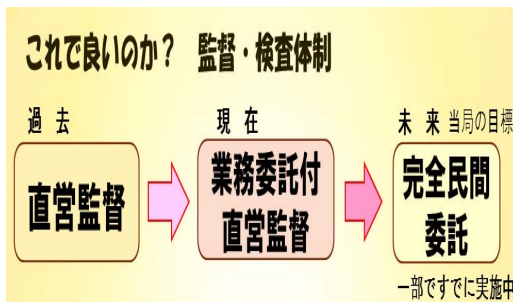 これで良いのか？ 監督・検査体制
過 去
直営監督
現 在
業務委託付
直営監督
未 来 当局の目標
完全民間
委託
一部ですでに実施中